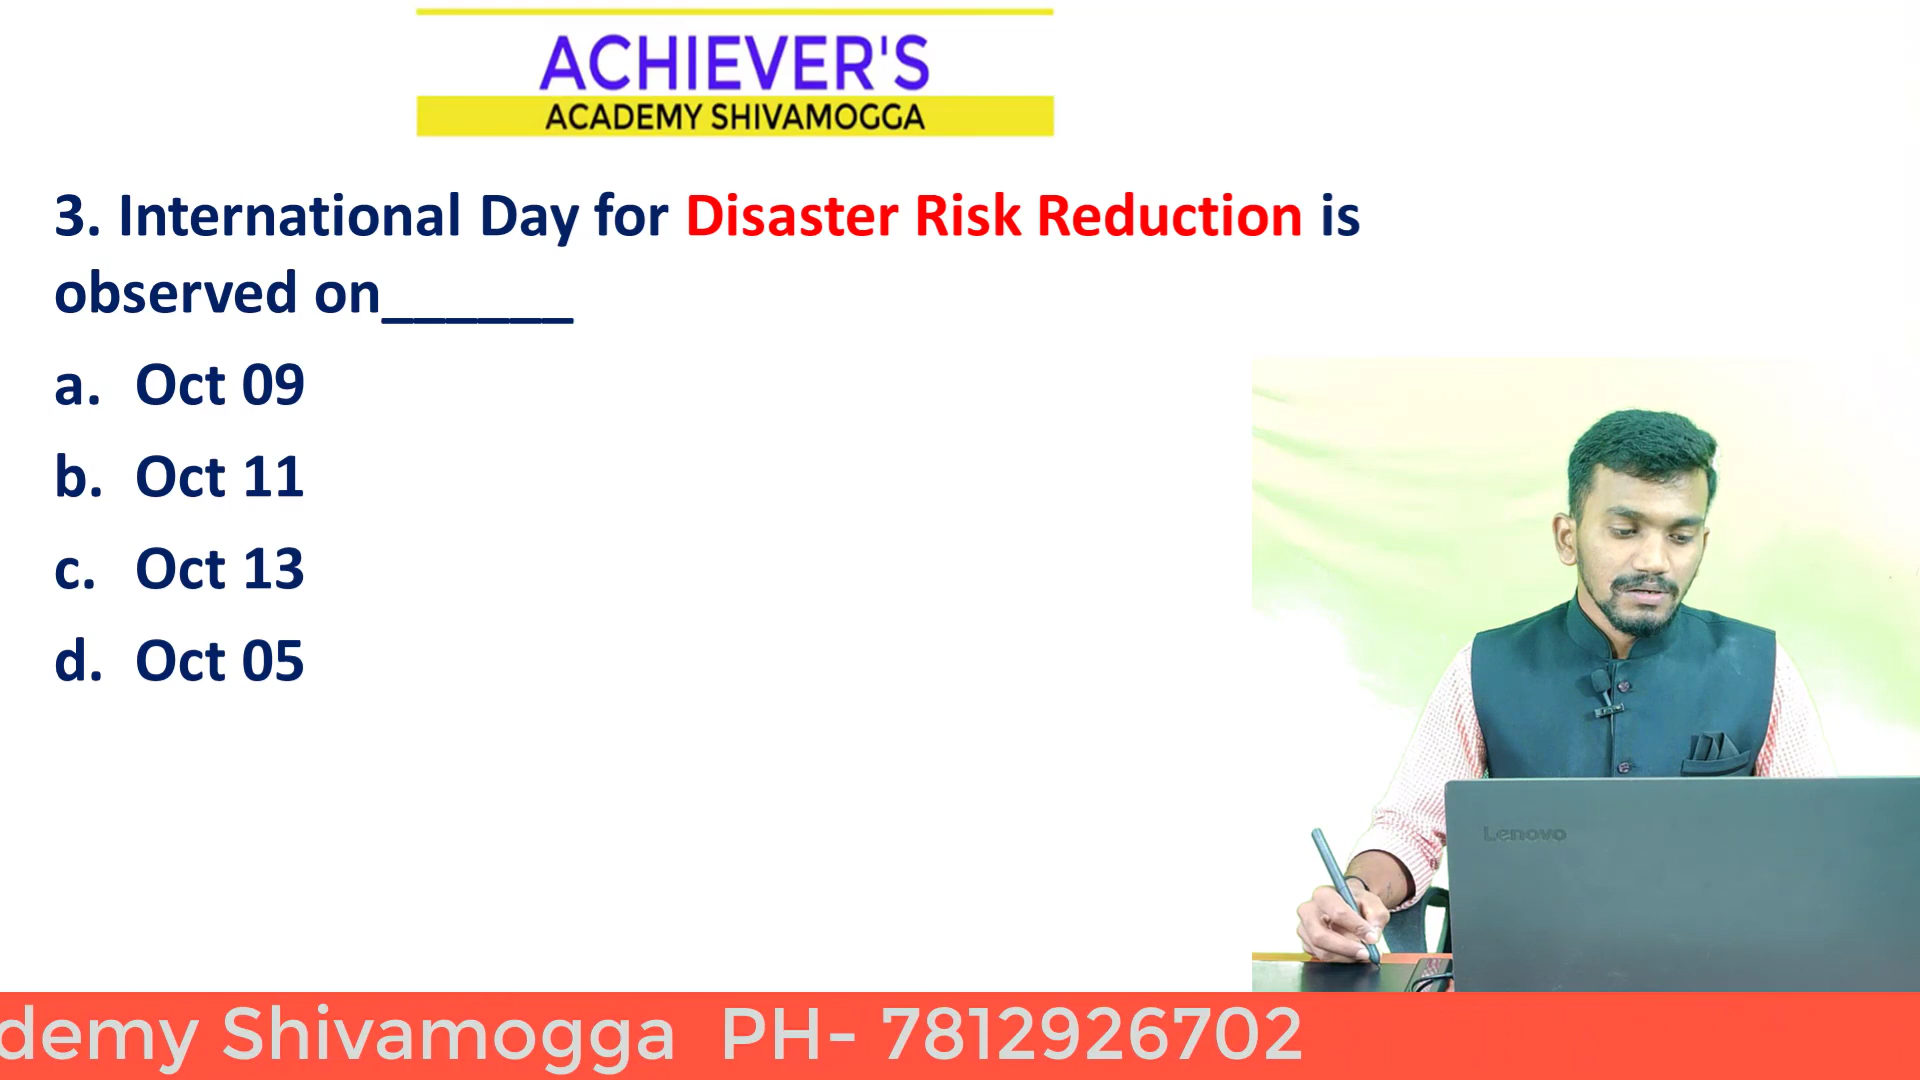 ACHIEVER'S
ACADEMY SHIVAMOGGA
3. International Day for Disaster Risk Reduction is
observed on______
a. Oct 09
b. Oct 11
c. Oct 13
d. Oct 05
Lenovo
demy Shivamogga PH- 7812926702